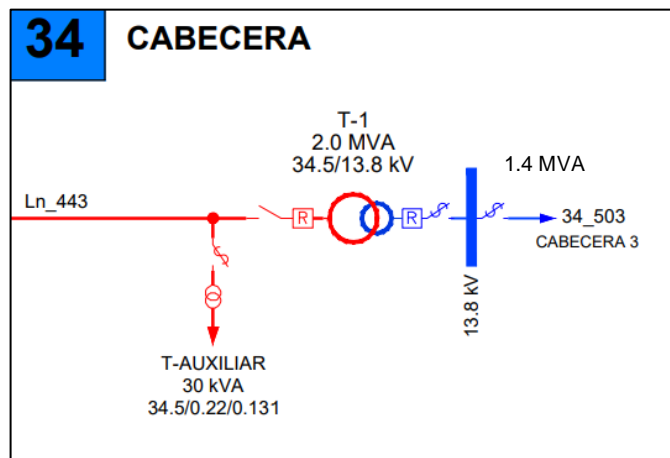 34
CABECERA
T-1
2.0 MVA
34.5/13.8 kV
1.4 MVA
Ln_443
R
R
34_503
CABECERA 3
13.8 kV
T-AUXILIAR
30 kVA
34.5/0.22/0.131